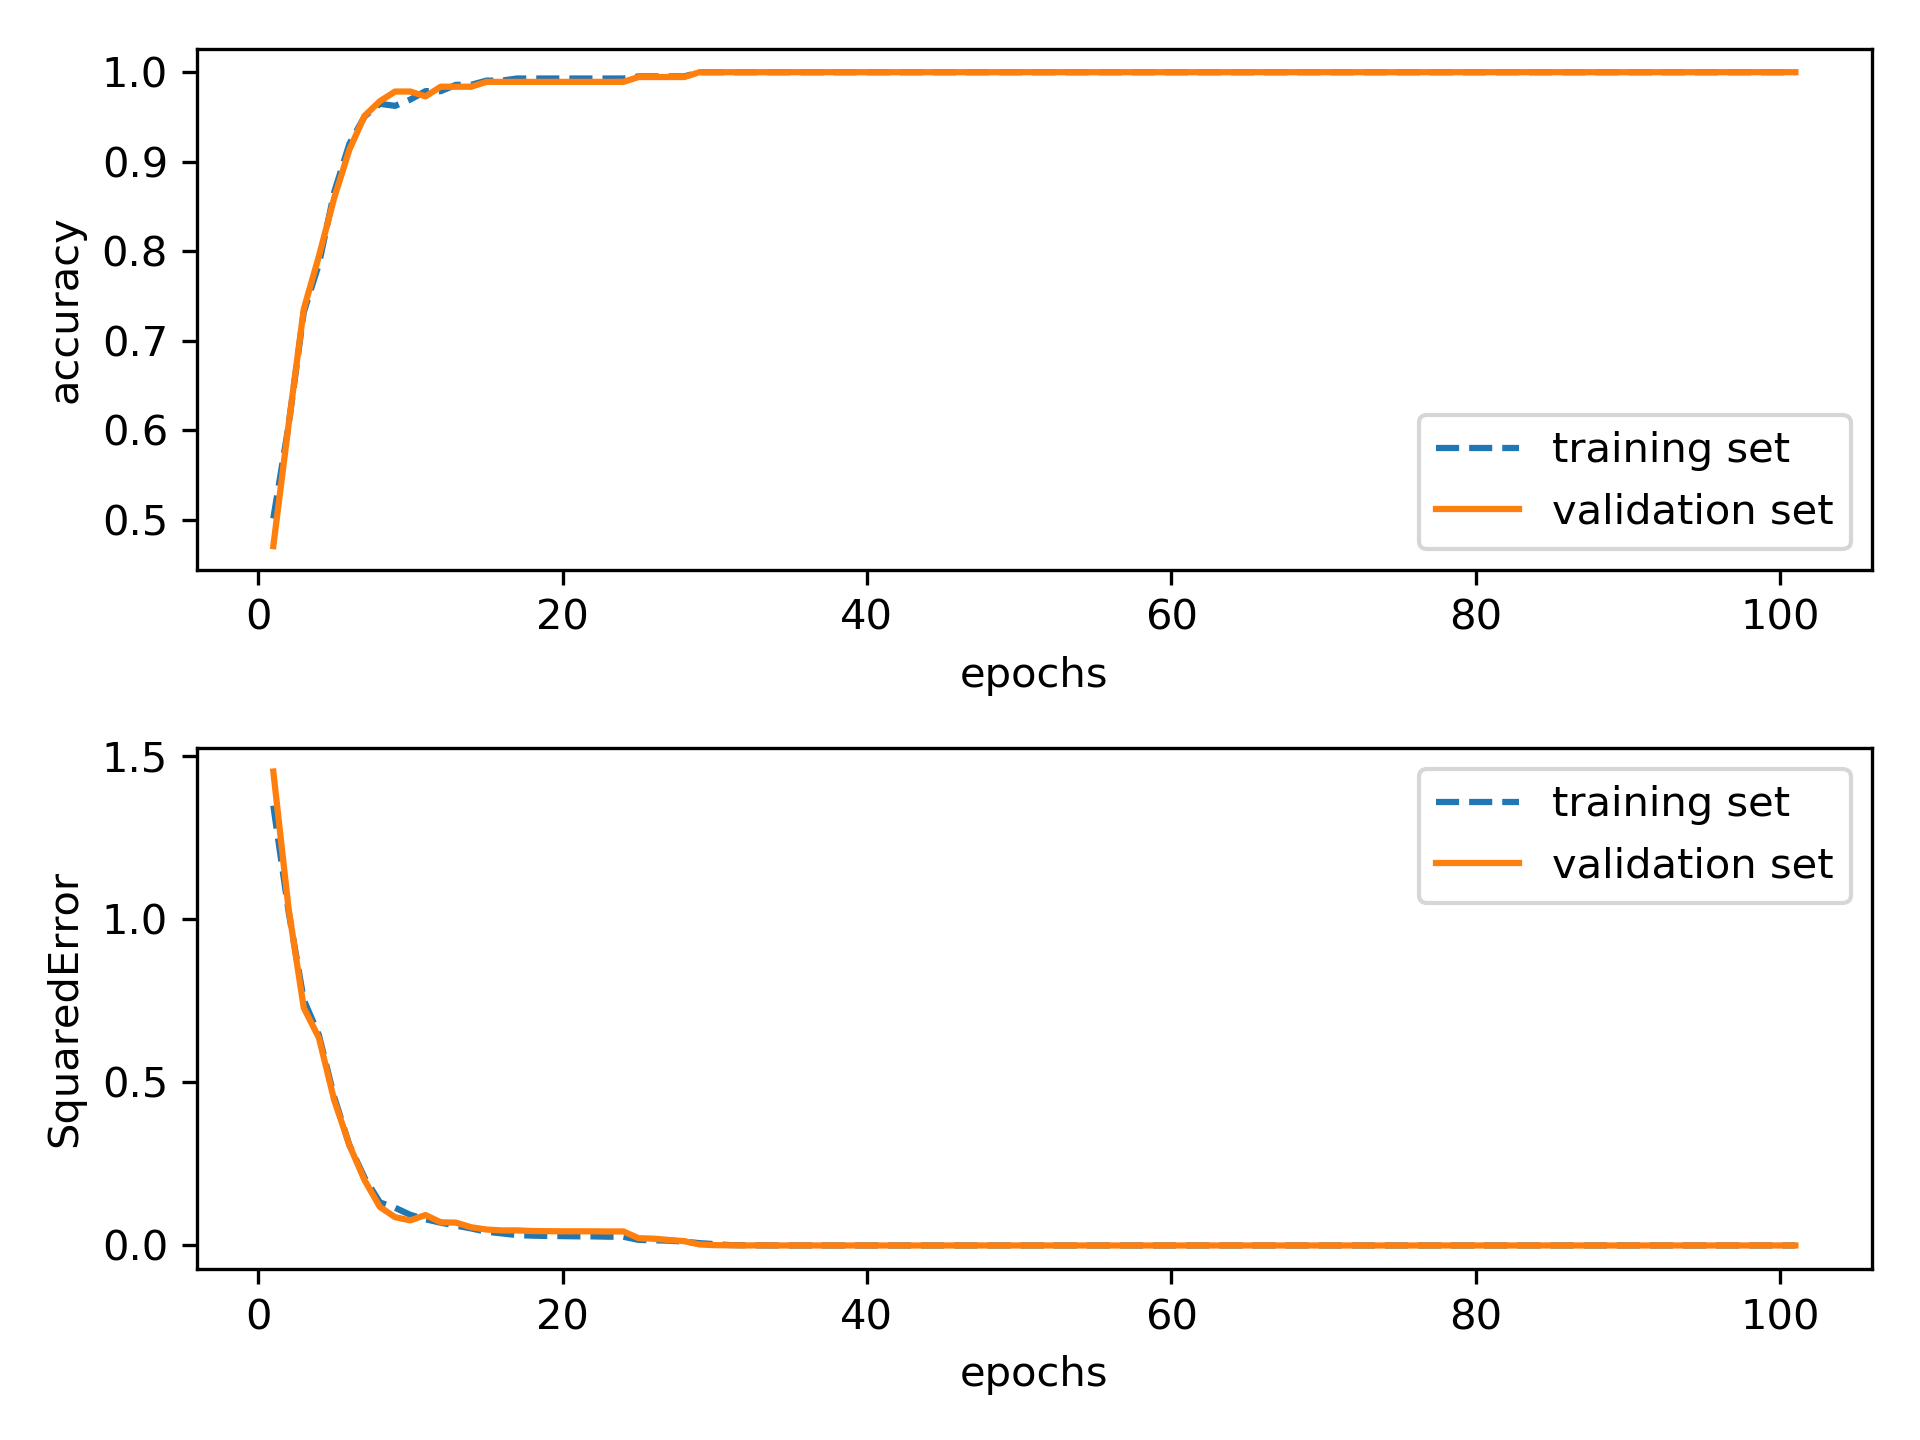 1.0
0.9
0.8
0.7
0.6
0.5
accuracy
training set
validation set
0 20 40 60 80 100
epochs
1.5
1.0
0.5
0.0
SquaredError
training set
validation set
0 20 40 60 80 100
epochs